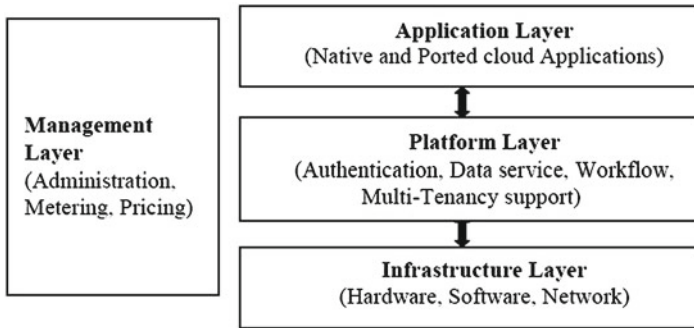 Management
Layer
(Administration,
Metering, Pricing)
Application Layer
(Native and Ported cloud Applications)
Platform Layer
(Authentication, Data service, Workflow,
Multi-Tenancy support)
Infrastructure Layer
(Hardware, Software, Network)